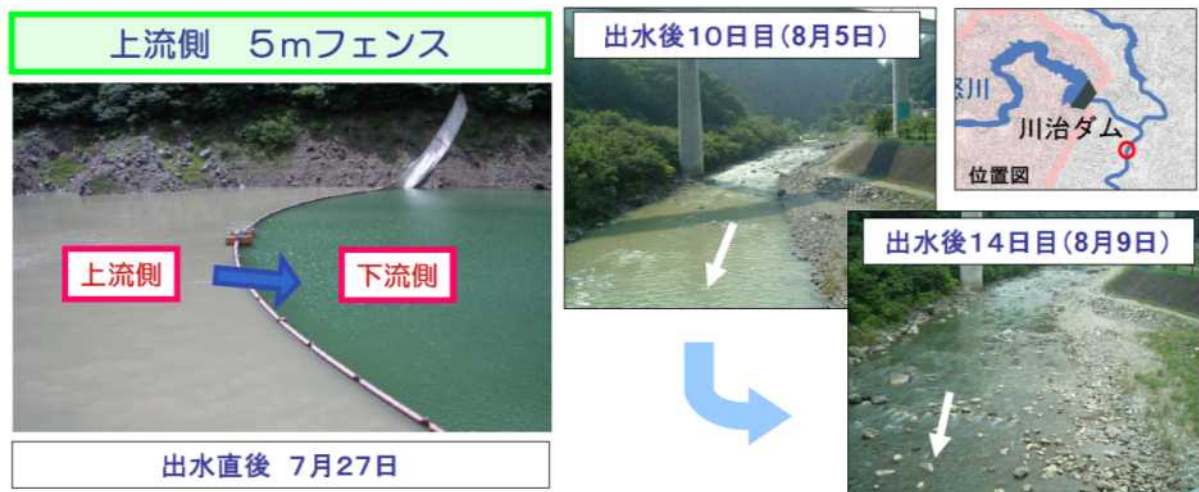 上流側　５ｍフェンス
上流側
下流側
出水直後 ７月２７日
出水後１０日目(８月５日)
川
川治ダム
位置図
出水後１４日目(８月９日)